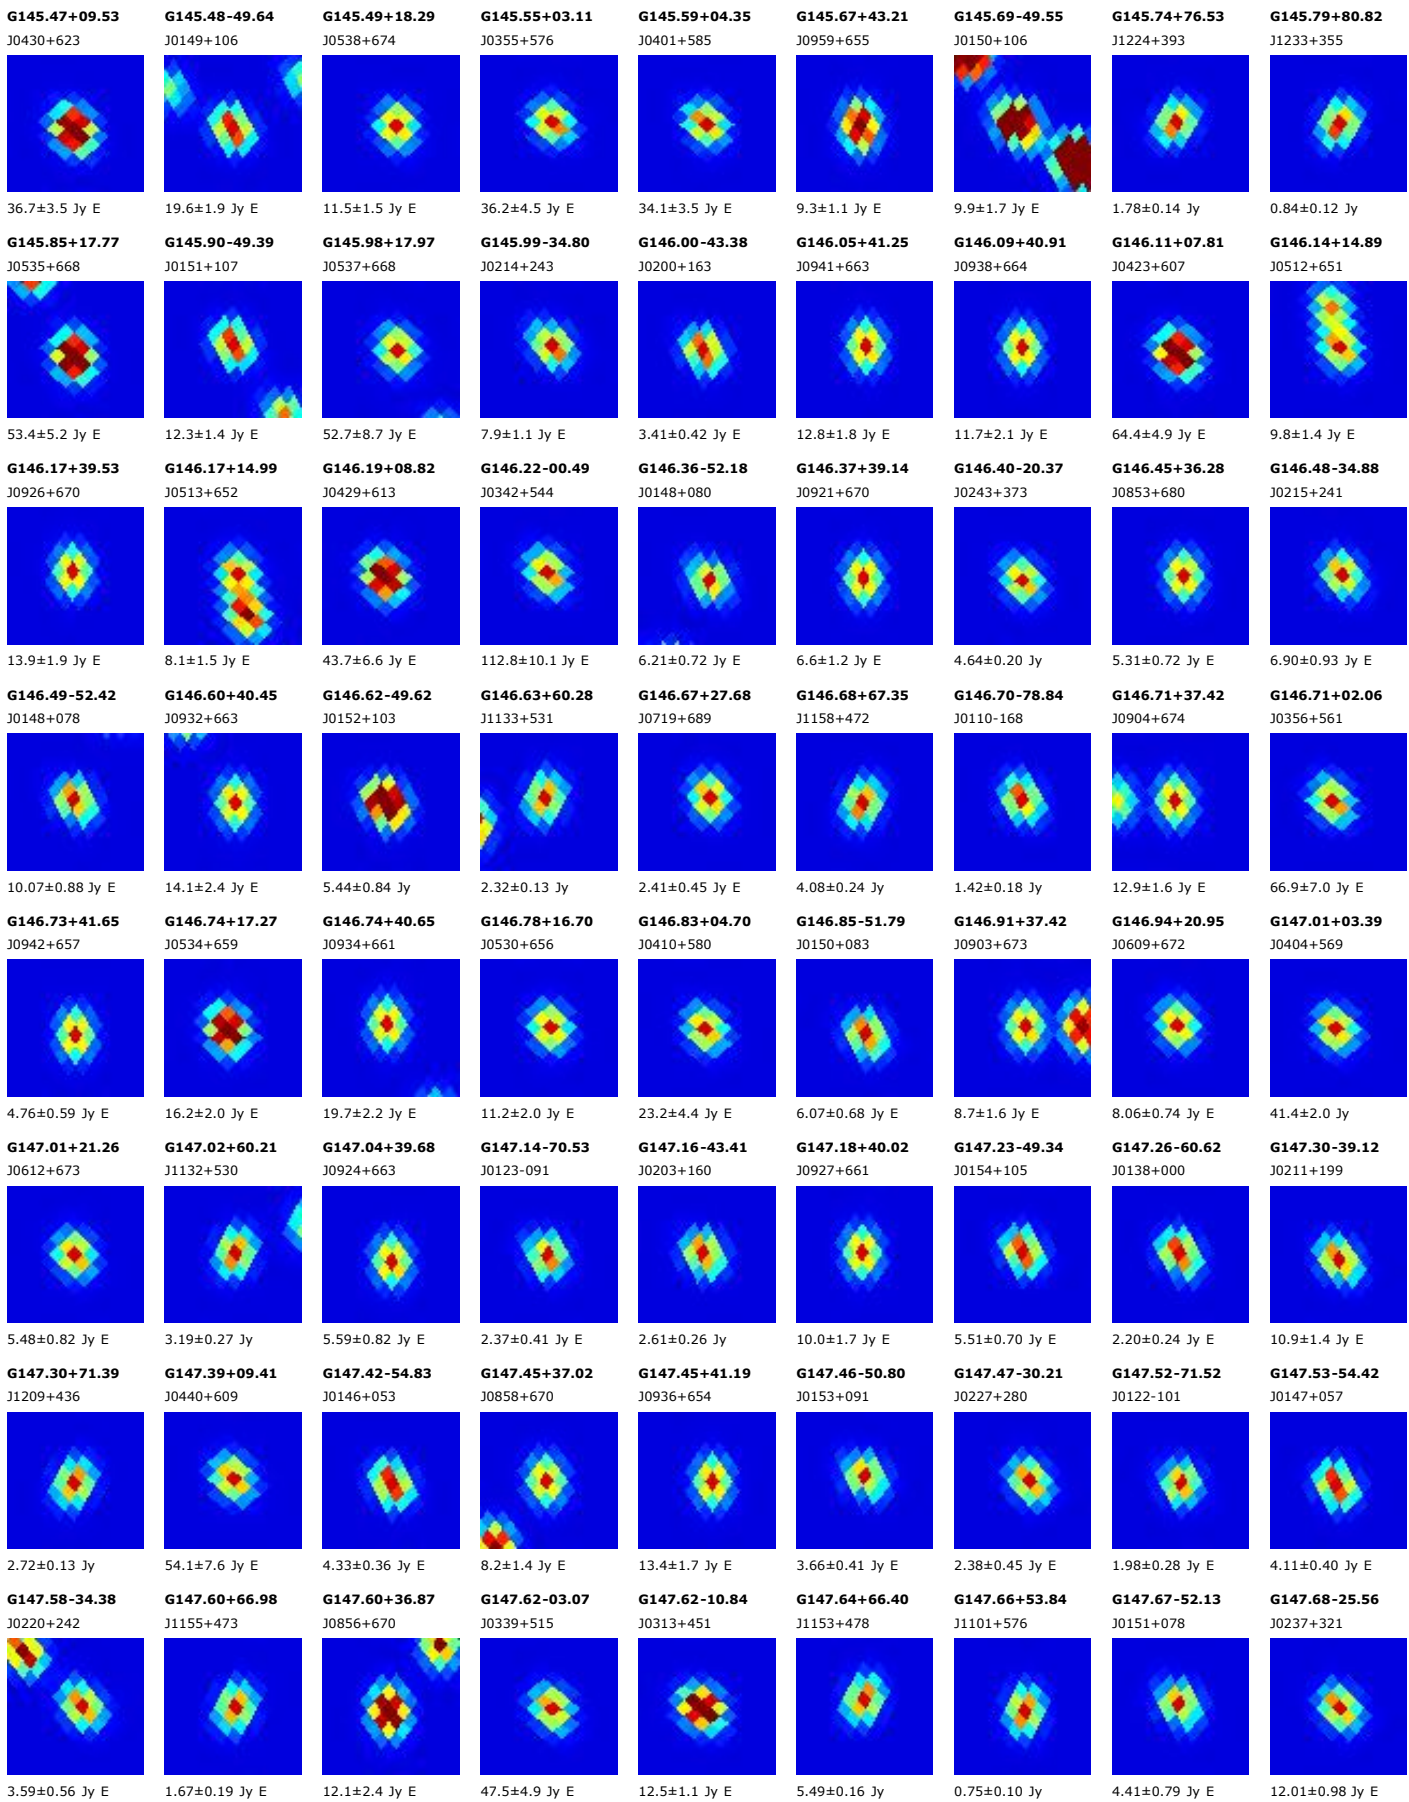 G145.47+09.53 G145.48-49.64 G145.49+18.29 G145.55+03.11 G145.59+04.35 G145.67+43.21 G145.69-49.55 G145.74+76.53 G145.79+80.82
J0430+623 J0149+106 J0538+674 J0355+576 J0401+585 J0959+655 J0150+106 J1224+393 J1233+355
36.7±3.5 Jy E 19.6±1.9 Jy E 11.5±1.5 Jy E 36.2±4.5 Jy E 34.1±3.5 Jy E 9.3±1.1 Jy E 9.9±1.7 Jy E 1.78±0.14 Jy 0.84±0.12 Jy
G145.85+17.77 G145.90-49.39 G145.98+17.97 G145.99-34.80 G146.00-43.38 G146.05+41.25 G146.09+40.91 G146.11+07.81 G146.14+14.89
J0535+668 J0151+107 J0537+668 J0214+243 J0200+163 J0941+663 J0938+664 J0423+607 J0512+651
53.4±5.2 Jy E 12.3±1.4 Jy E 52.7±8.7 Jy E 7.9±1.1 Jy E 3.41±0.42 Jy E 12.8±1.8 Jy E 11.7±2.1 Jy E 64.4±4.9 Jy E 9.8±1.4 Jy E
G146.17+39.53 G146.17+14.99 G146.19+08.82 G146.22-00.49 G146.36-52.18 G146.37+39.14 G146.40-20.37 G146.45+36.28 G146.48-34.88
J0926+670 J0513+652 J0429+613 J0342+544 J0148+080 J0921+670 J0243+373 J0853+680 J0215+241
13.9±1.9 Jy E 8.1±1.5 Jy E 43.7±6.6 Jy E 112.8±10.1 Jy E 6.21±0.72 Jy E 6.6±1.2 Jy E 4.64±0.20 Jy 5.31±0.72 Jy E 6.90±0.93 Jy E
G146.49-52.42 G146.60+40.45 G146.62-49.62 G146.63+60.28 G146.67+27.68 G146.68+67.35 G146.70-78.84 G146.71+37.42 G146.71+02.06
J0148+078 J0932+663 J0152+103 J1133+531 J0719+689 J1158+472 J0110-168 J0904+674 J0356+561
10.07±0.88 Jy E 14.1±2.4 Jy E 5.44±0.84 Jy 2.32±0.13 Jy 2.41±0.45 Jy E 4.08±0.24 Jy 1.42±0.18 Jy 12.9±1.6 Jy E 66.9±7.0 Jy E
G146.73+41.65 G146.74+17.27 G146.74+40.65 G146.78+16.70 G146.83+04.70 G146.85-51.79 G146.91+37.42 G146.94+20.95 G147.01+03.39
J0942+657 J0534+659 J0934+661 J0530+656 J0410+580 J0150+083 J0903+673 J0609+672 J0404+569
4.76±0.59 Jy E 16.2±2.0 Jy E 19.7±2.2 Jy E 11.2±2.0 Jy E 23.2±4.4 Jy E 6.07±0.68 Jy E 8.7±1.6 Jy E 8.06±0.74 Jy E 41.4±2.0 Jy
G147.01+21.26 G147.02+60.21 G147.04+39.68 G147.14-70.53 G147.16-43.41 G147.18+40.02 G147.23-49.34 G147.26-60.62 G147.30-39.12
J0612+673 J1132+530 J0924+663 J0123-091 J0203+160 J0927+661 J0154+105 J0138+000 J0211+199
5.48±0.82 Jy E 3.19±0.27 Jy 5.59±0.82 Jy E 2.37±0.41 Jy E 2.61±0.26 Jy 10.0±1.7 Jy E 5.51±0.70 Jy E 2.20±0.24 Jy E 10.9±1.4 Jy E
G147.30+71.39 G147.39+09.41 G147.42-54.83 G147.45+37.02 G147.45+41.19 G147.46-50.80 G147.47-30.21 G147.52-71.52 G147.53-54.42
J1209+436 J0440+609 J0146+053 J0858+670 J0936+654 J0153+091 J0227+280 J0122-101 J0147+057
2.72±0.13 Jy 54.1±7.6 Jy E 4.33±0.36 Jy E 8.2±1.4 Jy E 13.4±1.7 Jy E 3.66±0.41 Jy E 2.38±0.45 Jy E 1.98±0.28 Jy E 4.11±0.40 Jy E
G147.58-34.38 G147.60+66.98 G147.60+36.87 G147.62-03.07 G147.62-10.84 G147.64+66.40 G147.66+53.84 G147.67-52.13 G147.68-25.56
J0220+242 J1155+473 J0856+670 J0339+515 J0313+451 J1153+478 J1101+576 J0151+078 J0237+321
3.59±0.56 Jy E 1.67±0.19 Jy E 12.1±2.4 Jy E 47.5±4.9 Jy E 12.5±1.1 Jy E 5.49±0.16 Jy 0.75±0.10 Jy 4.41±0.79 Jy E 12.01±0.98 Jy E